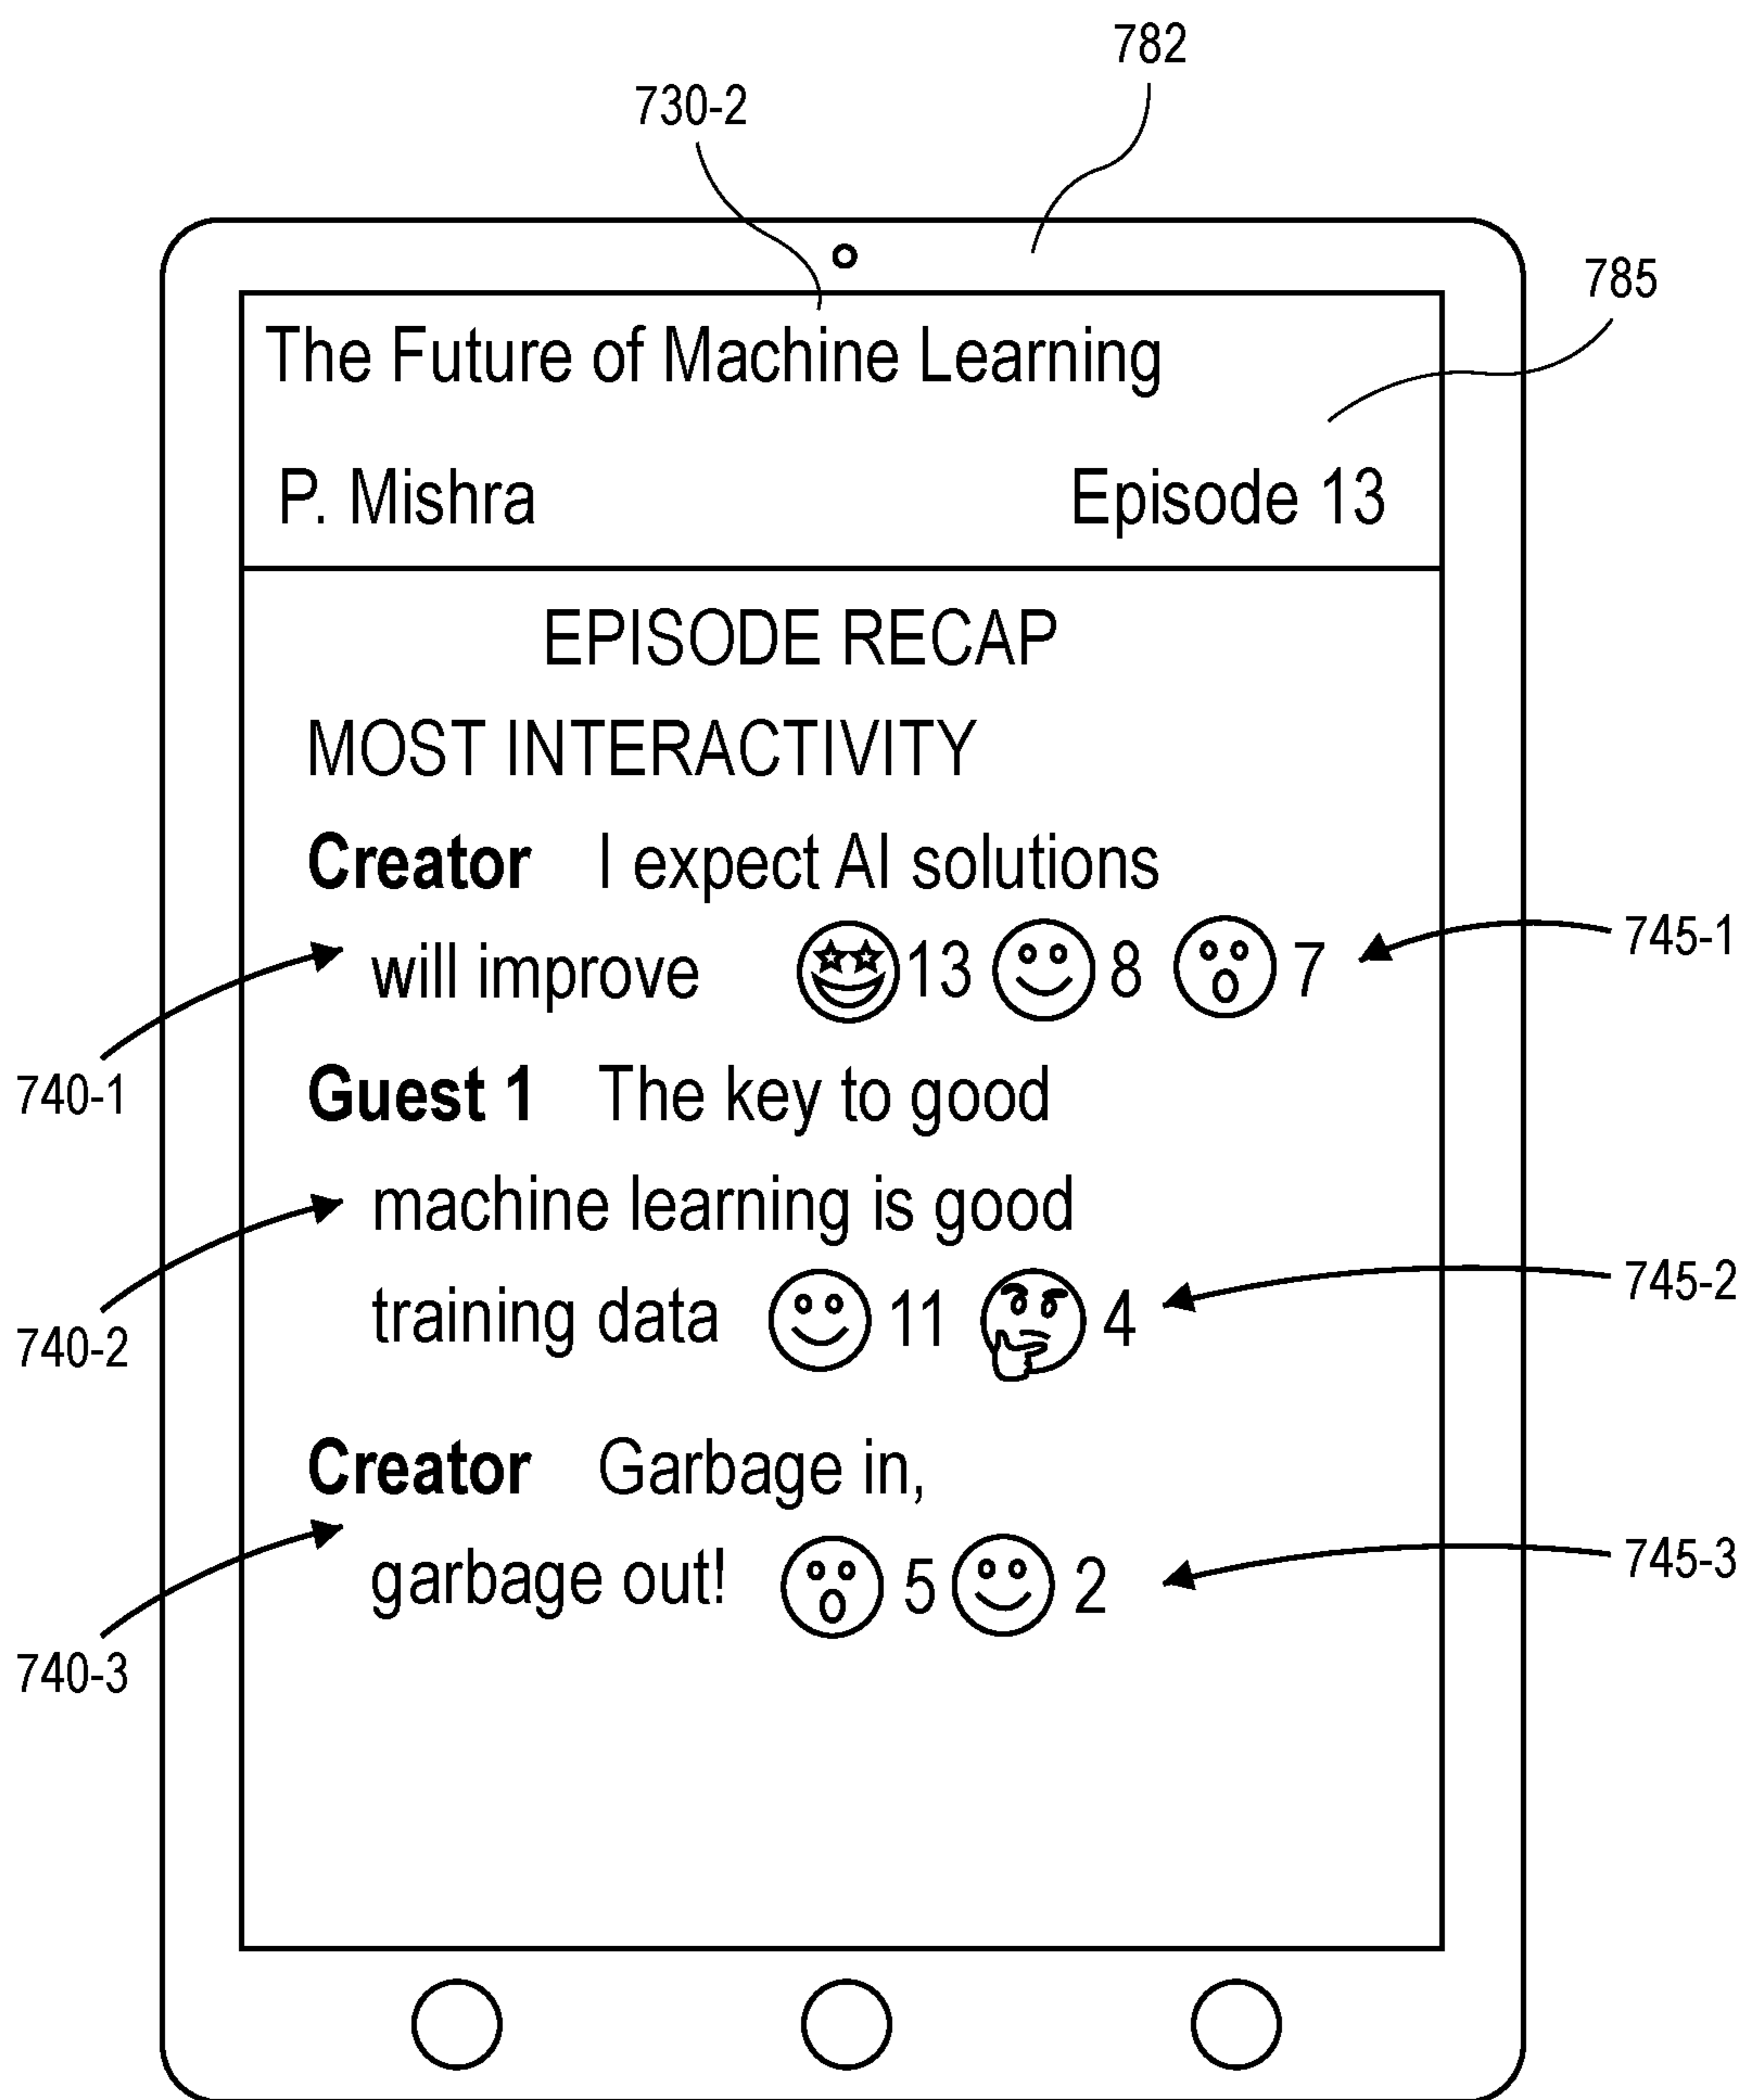 782
730-2
785
The Future of Machine Learning
P. Mishra Episode 13
EPISODE RECAP
MOST INTERACTIVITY
Creator I expect AI solutions
will improve 13 8 7
745-1
740-1
Guest 1 The key to good
machine learning is good
training data 11 4
745-2
740-2
Creator Garbage in,
garbage out! 5 2
745-3
740-3